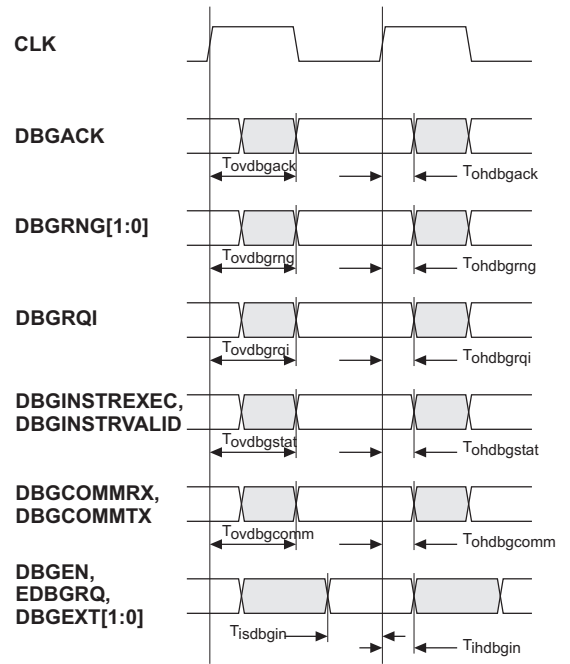 CLK
DBGACK
Tovdbgack
Tohdbgack
DBGRNG[1:0]
Tovdbgrng
Tohdbgrng
DBGRQI
Tovdbgrqi
Tohdbgrqi
DBGINSTREXEC,
DBGINSTRVALID
Tovdbgstat
Tohdbgstat
DBGCOMMRX,
DBGCOMMTX
Tovdbgcomm
Tohdbgcomm
DBGEN,
EDBGRQ,
DBGEXT[1:0]
Tisdbgin
Tihdbgin